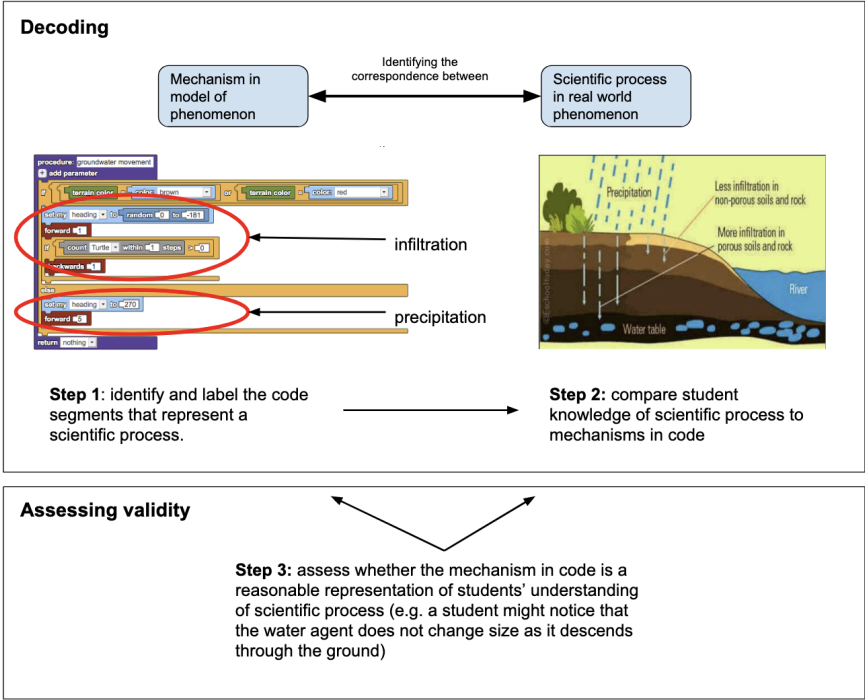 Decoding
Identifying the
correspondence between
Mechanism in
model of
phenomenon
Scientific process
in real world
phenomenon
procedure: groundwater movement
+ add parameter
if terrain color = color: brown or terrain color = color: red
set my heading to random 0 to -181
forward 1
if count Turtle within 1 steps > 0
backwards 1
else
set my heading to 270
forward 5
return nothing
infiltration
precipitation
Precipitation
Less infiltration in
non-porous soils and rock
More infiltration in
porous soils and rock
River
Water table
Step 1: identify and label the code
segments that represent a
scientific process.
Step 2: compare student
knowledge of scientific process to
mechanisms in code
Assessing validity
Step 3: assess whether the mechanism in code is a
reasonable representation of students' understanding
of scientific process (e.g. a student might notice that
the water agent does not change size as it descends
through the ground)